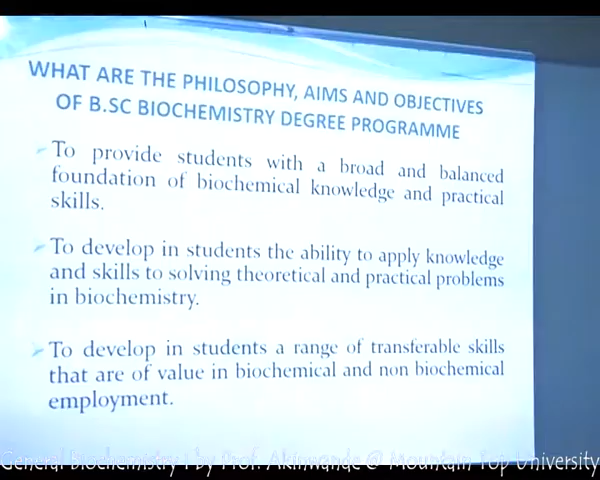 WHAT ARE THE PHILOSOPHY, AIMS AND OBJECTIVES
OF B.SC BIOCHEMISTRY DEGREE PROGRAMME
To provide students with a broad and balanced
foundation of biochemical knowledge and practical
skills.
To develop in students the ability to apply knowledge
and skills to solving theoretical and practical problems
in biochemistry.
To develop in students a range of transferable skills
that are of value in biochemical and non biochemical
employment.
General Biochemistry I by Prof. Akinwande @ Mountain Top University